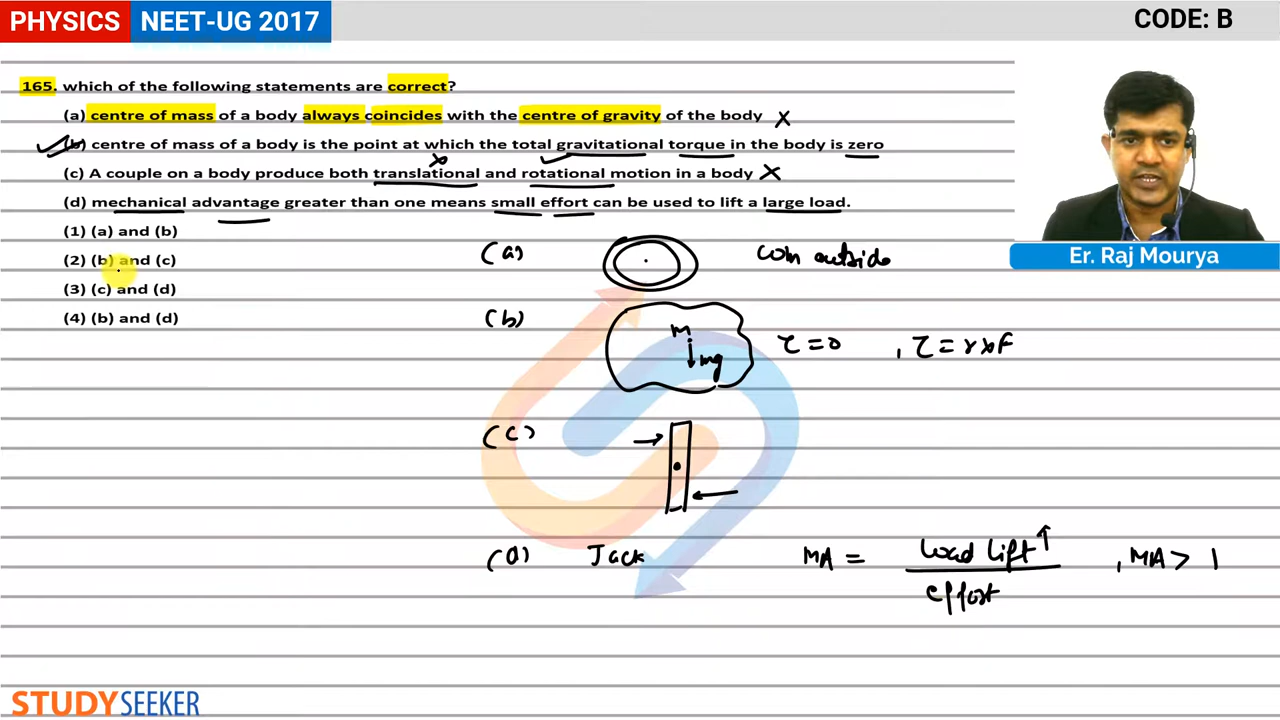 PHYSICS NEET-UG 2017
CODE: B
165. which of the following statements are correct?
(a) centre of mass of a body always coincides with the centre of gravity of the body X
(b) centre of mass of a body is the point at which the total gravitational torque in the body is zero
(c) A couple on a body produce both translational and rotational motion in a body X
(d) mechanical advantage greater than one means small effort can be used to lift a large load.
(1) (a) and (b)
(2) (b) and (c)
(3) (c) and (d)
(4) (b) and (d)
Er. Raj Mourya
(a) com outside
(b) M mg τ = 0 , τ = r x F
(c)
(d) Jack MA = load lift↑ / effort , MA > 1
STUDY SEEKER